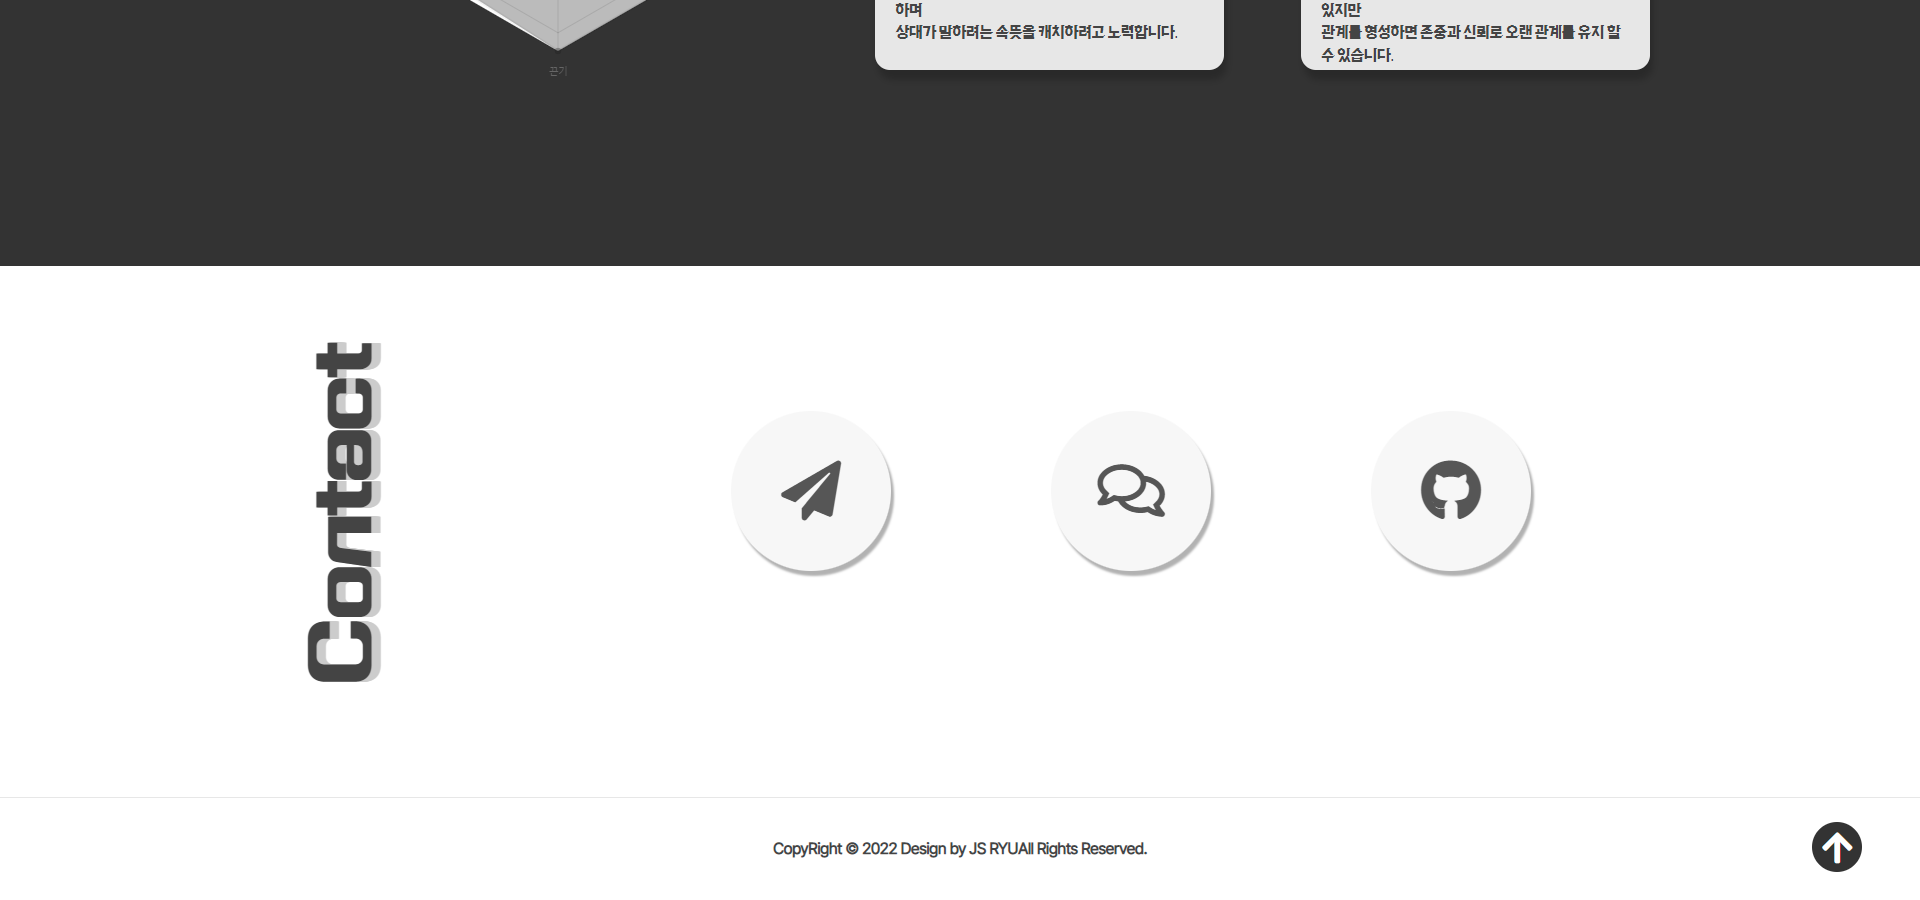 끈기
하며
상대가 말하려는 속뜻을 캐치하려고 노력합니다.
있지만
관계를 형성하면 존중과 신뢰로 오랜 관계를 유지 할
수 있습니다.
Contact
CopyRight © 2022 Design by JS RYUAll Rights Reserved.